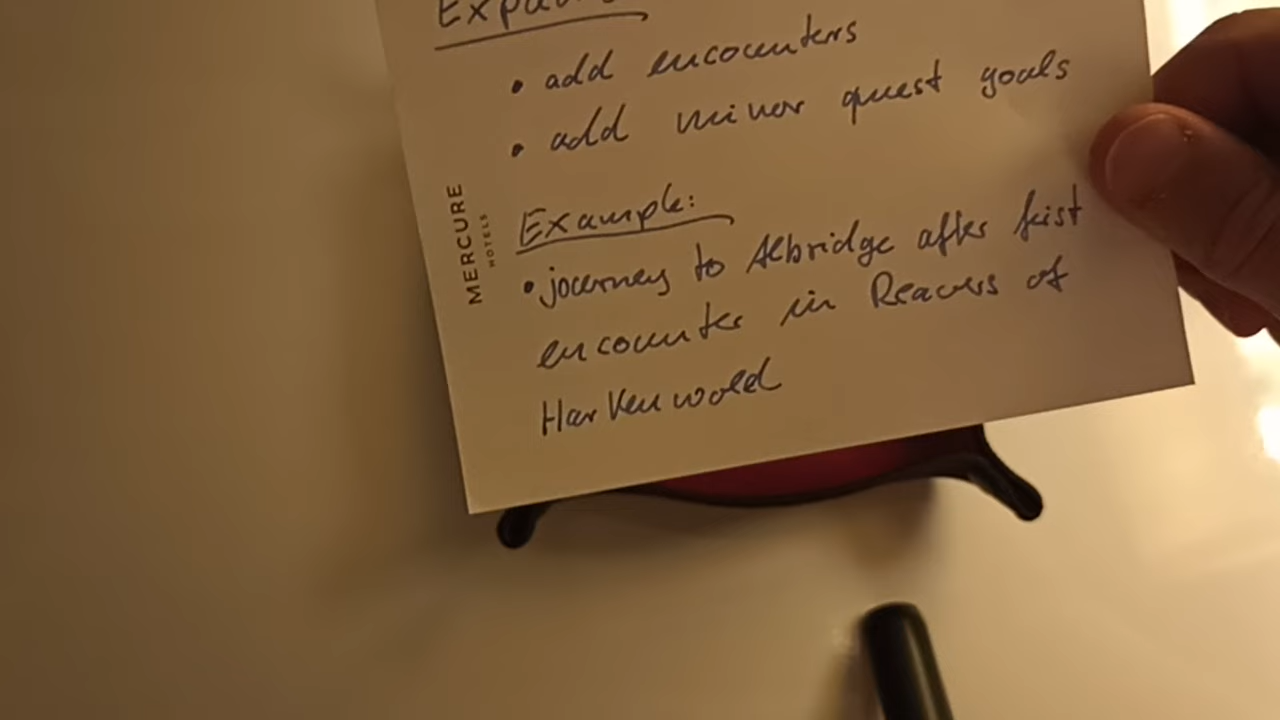 • add encounters
• add minor quest goals
MERCURE
HOTELS
Example:
• journey to Albridge after first
encounter in Reavers of
Harkenwold